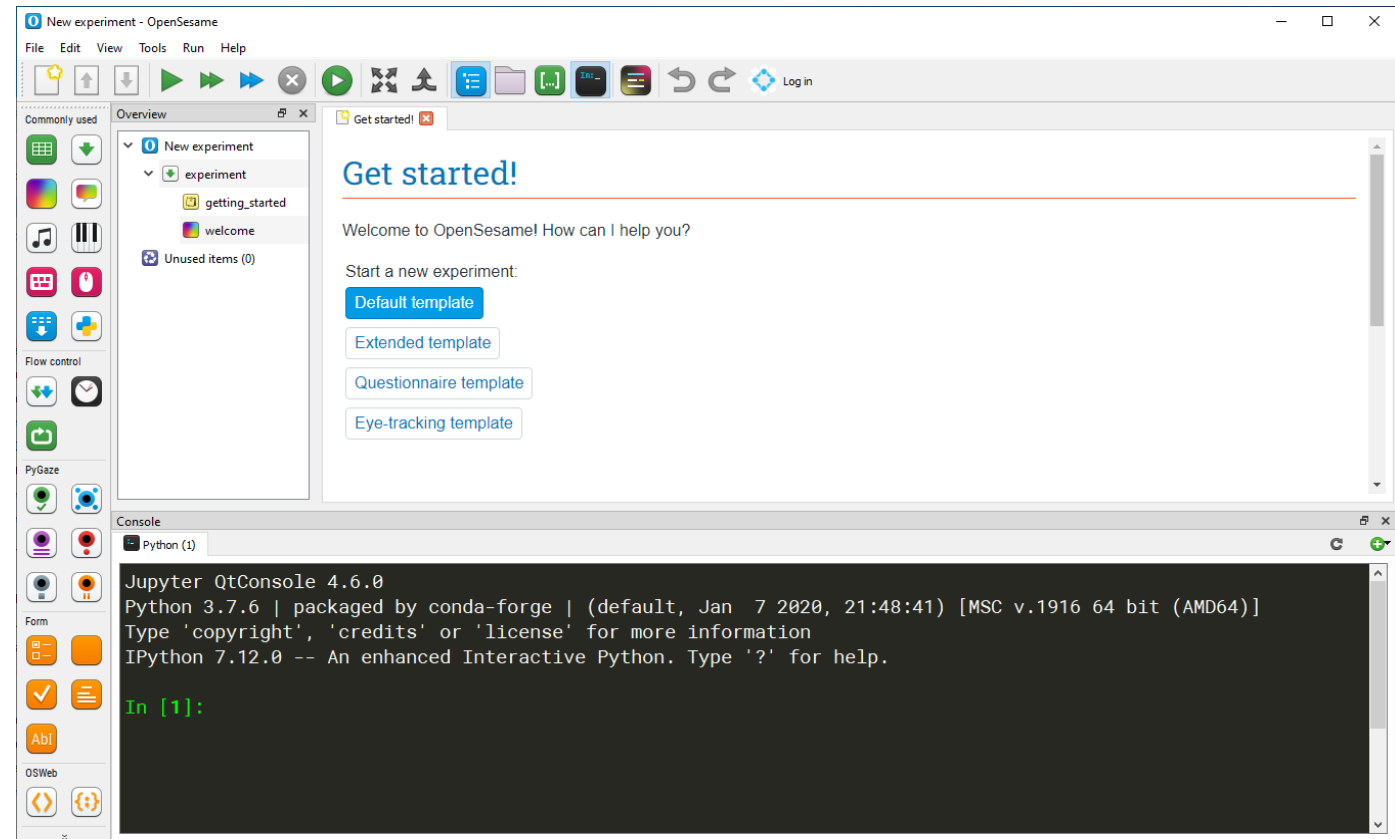 New experiment - OpenSesame
File Edit View Tools Run Help
In:_
Log in
Commonly used
Overview
Get started!
New experiment
experiment
getting_started
welcome
Unused items (0)
Get started!
Welcome to OpenSesame! How can I help you?
Start a new experiment:
Default template
Extended template
Questionnaire template
Eye-tracking template
Flow control
PyGaze
Form
AbI
OSWeb
Console
Python (1)
Jupyter QtConsole 4.6.0
Python 3.7.6 | packaged by conda-forge | (default, Jan  7 2020, 21:48:41) [MSC v.1916 64 bit (AMD64)]
Type 'copyright', 'credits' or 'license' for more information
IPython 7.12.0 -- An enhanced Interactive Python. Type '?' for help.
In [1]: